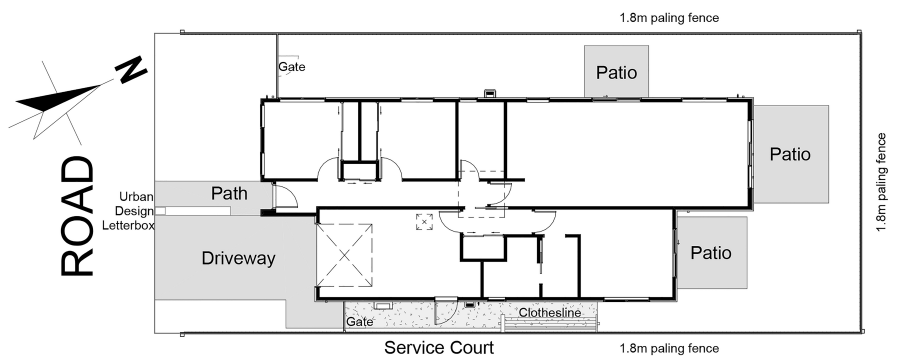 1.8m paling fence
Gate
Patio
N
Patio
1.8m paling fence
ROAD
Path
Urban
Design
Letterbox
Driveway
Patio
Gate
Clothesline
Service Court
1.8m paling fence